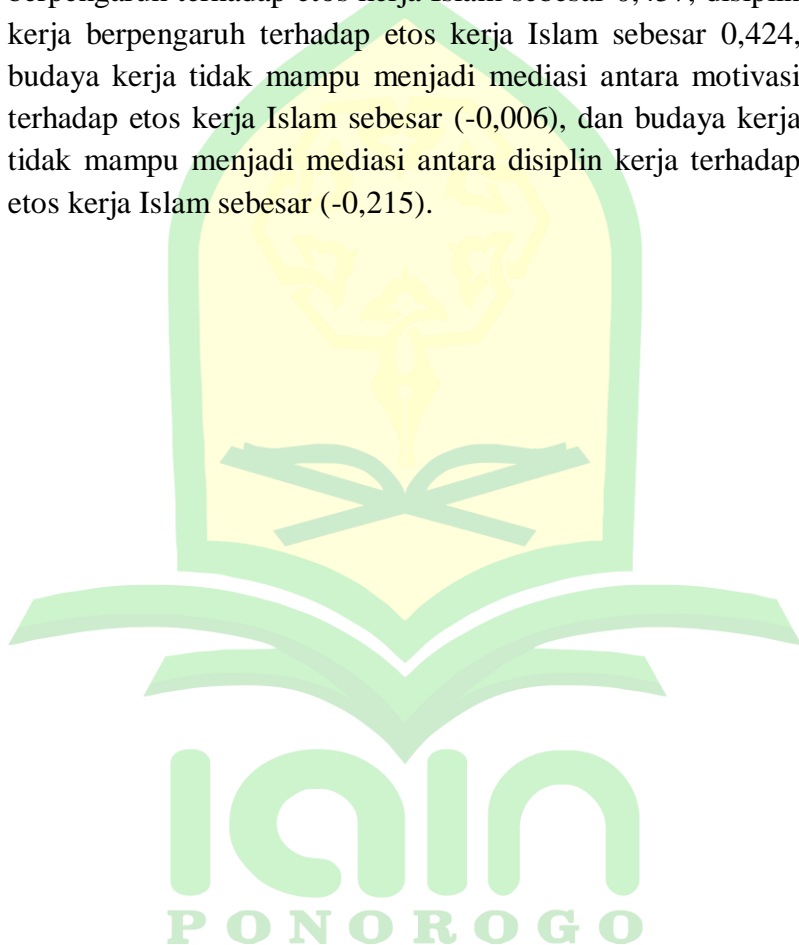 berpengaruh terhadap etos kerja Islam sebesar 0,437, disiplin
kerja berpengaruh terhadap etos kerja Islam sebesar 0,424,
budaya kerja tidak mampu menjadi mediasi antara motivasi
terhadap etos kerja Islam sebesar (-0,006), dan budaya kerja
tidak mampu menjadi mediasi antara disiplin kerja terhadap
etos kerja Islam sebesar (-0,215).
IAIN
PONOROGO